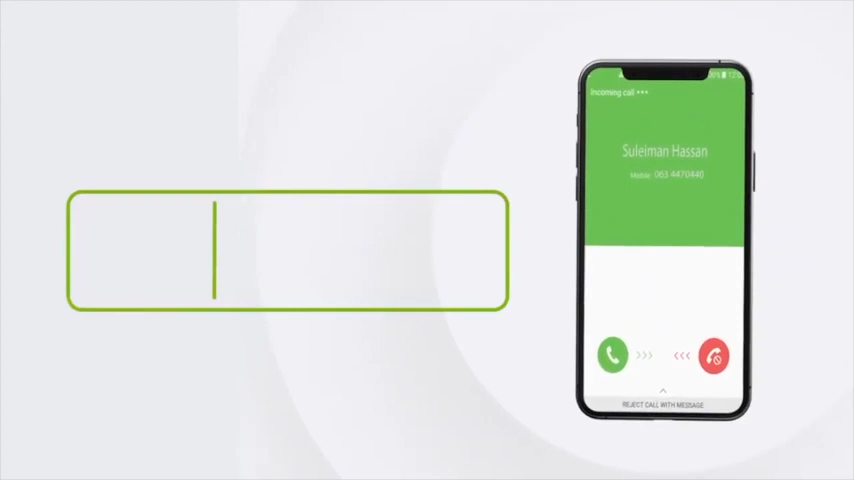 Incoming call •••
Suleiman Hassan
Mobile: 063 4470440
REJECT CALL WITH MESSAGE